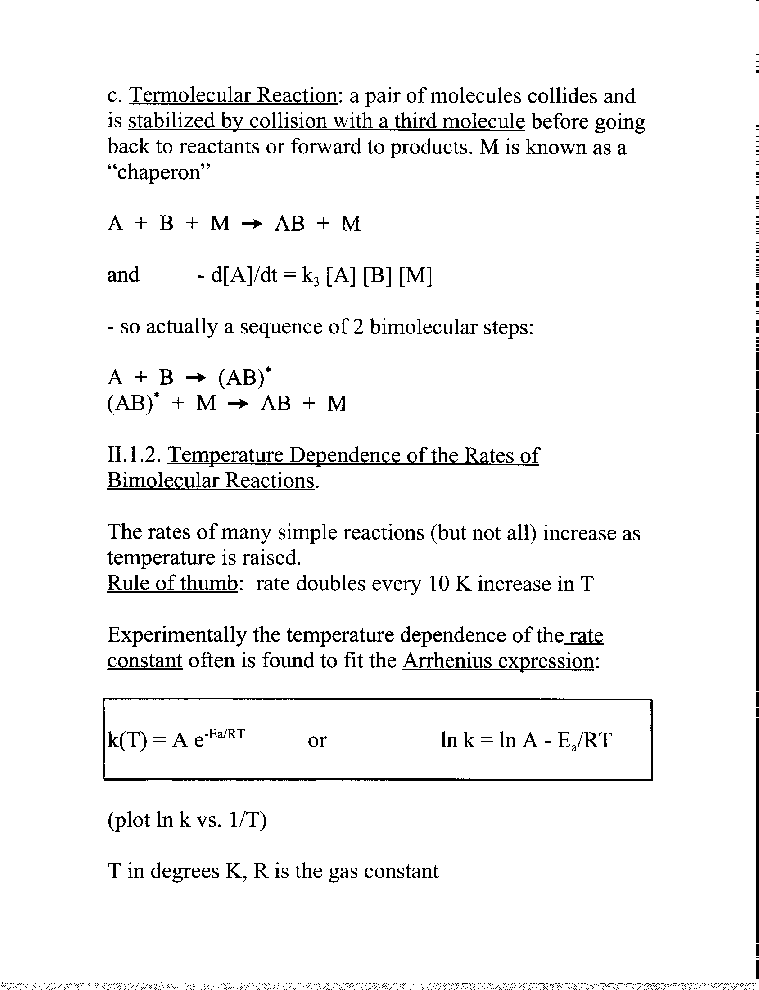 c. Termolecular Reaction: a pair of molecules collides and
is stabilized by collision with a third molecule before going
back to reactants or forward to products. M is known as a
“chaperon”
A + B + M → AB + M
and - d[A]/dt = k₃ [A] [B] [M]
- so actually a sequence of 2 bimolecular steps:
A + B → (AB)*
(AB)* + M → AB + M
II.1.2. Temperature Dependence of the Rates of
Bimolecular Reactions.
The rates of many simple reactions (but not all) increase as
temperature is raised.
Rule of thumb: rate doubles every 10 K increase in T
Experimentally the temperature dependence of the rate
constant often is found to fit the Arrhenius expression:
k(T) = A e^-Ea/RT or ln k = ln A - Eₐ/RT
(plot ln k vs. 1/T)
T in degrees K, R is the gas constant